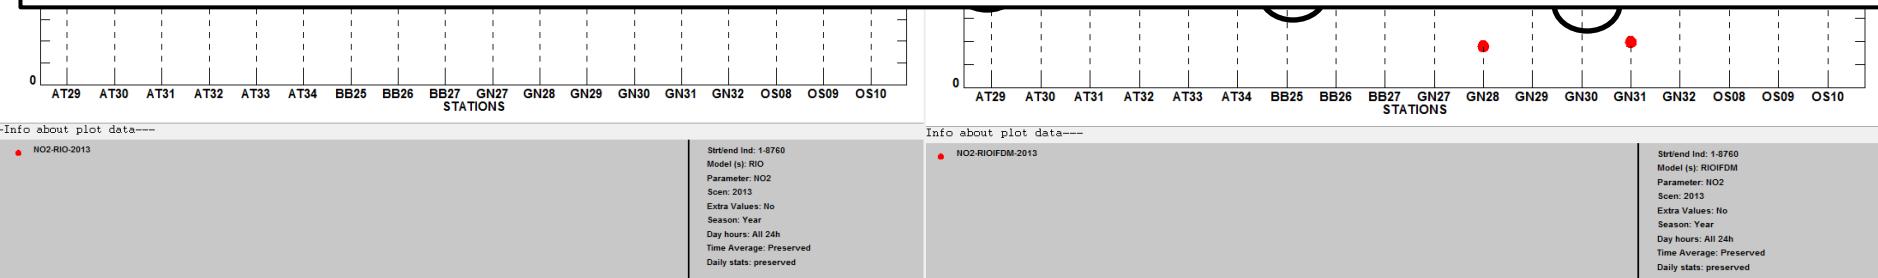 0
AT29 AT30 AT31 AT32 AT33 AT34 BB25 BB26 BB27 GN27 GN28 GN29 GN30 GN31 GN32 OS08 OS09 OS10
STATIONS
-Info about plot data---
NO2-RIO-2013
Strt/end Ind: 1-8760
Model (s): RIO
Parameter: NO2
Scen: 2013
Extra Values: No
Season: Year
Day hours: All 24h
Time Average: Preserved
Daily stats: preserved
0
AT29 AT30 AT31 AT32 AT33 AT34 BB25 BB26 BB27 GN27 GN28 GN29 GN30 GN31 GN32 OS08 OS09 OS10
STATIONS
Info about plot data---
NO2-RIOIFDM-2013
Strt/end Ind: 1-8760
Model (s): RIOIFDM
Parameter: NO2
Scen: 2013
Extra Values: No
Season: Year
Day hours: All 24h
Time Average: Preserved
Daily stats: preserved